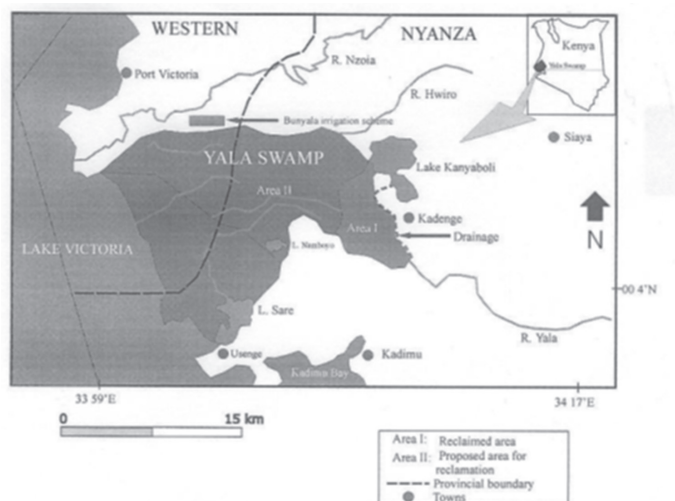 WESTERN
NYANZA
Kenya
Yala Swamp
R. Nzoia
Port Victoria
R. Hwiro
Bunyala irrigation scheme
Siaya
YALA SWAMP
Lake Kanyaboli
Area II
Kadenge
Area I
Drainage
N
LAKE VICTORIA
L. Namboyo
00 4'N
L. Sare
R. Yala
Usenge
Kadimu
Kadimu Bay
33 59'E
34 17'E
0
15 km
Area I: Reclaimed area
Area II: Proposed area for
reclamation
Provincial boundary
Towns